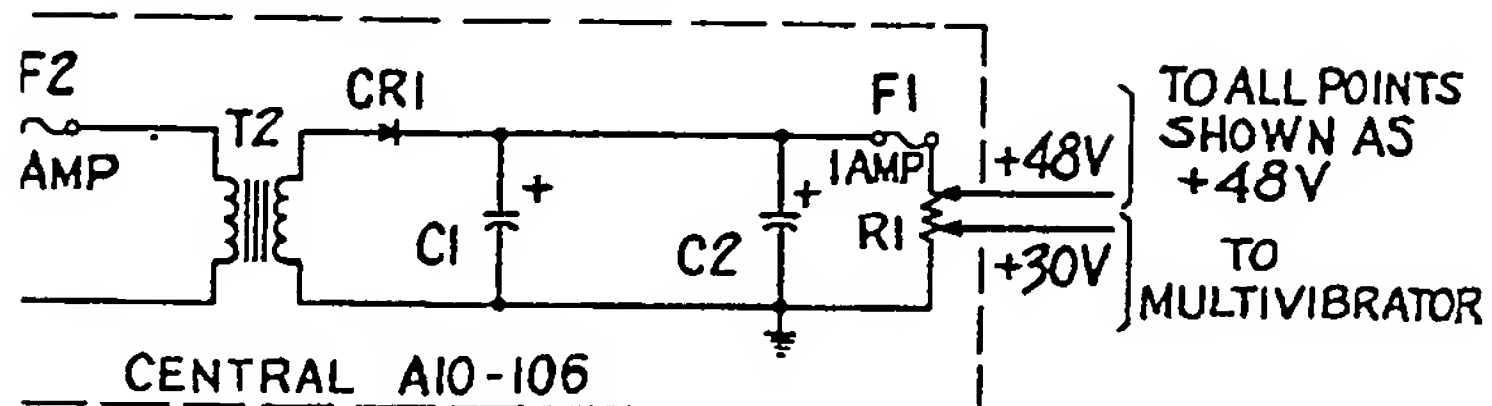 F2
AMP
T2
CR1
C1
+
C2
+
F1
1AMP
R1
+48V
+30V
TO ALL POINTS
SHOWN AS
+48V
TO
MULTIVIBRATOR
CENTRAL A10-106